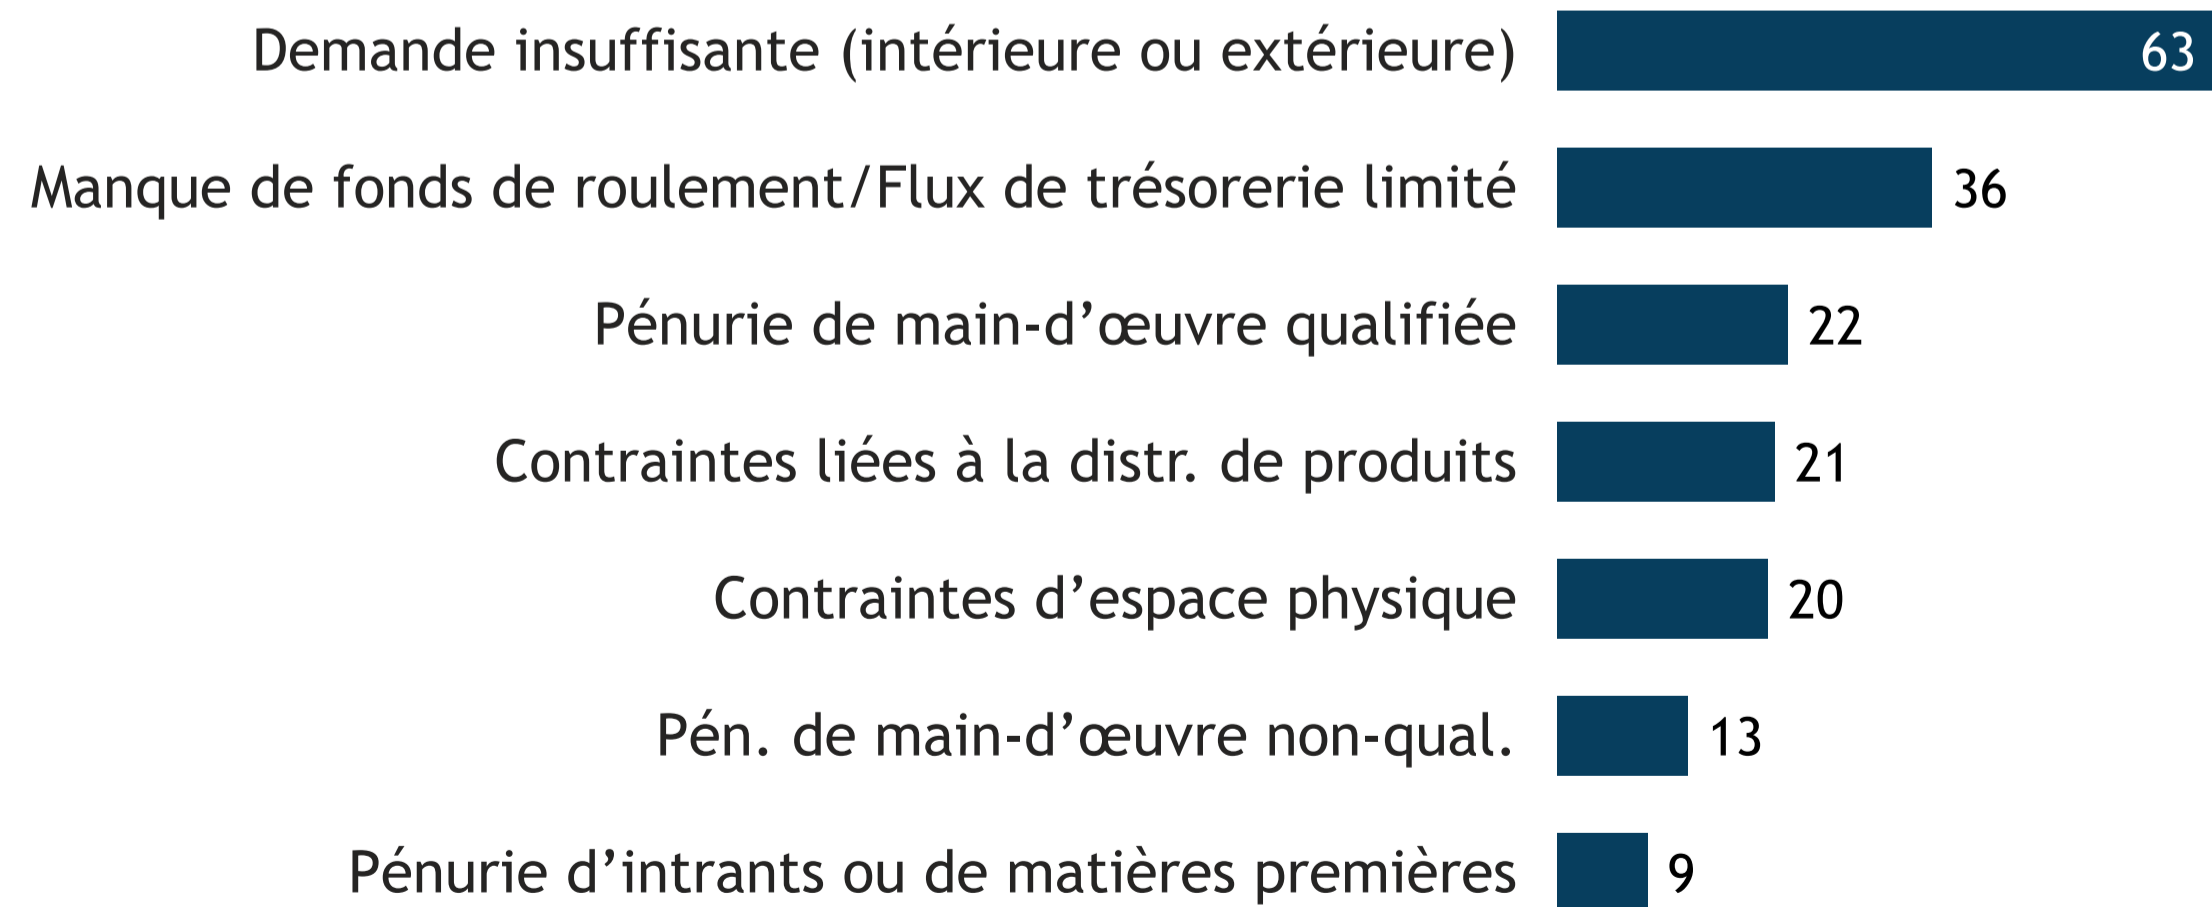 Demande insuffisante (intérieure ou extérieure) 63
Manque de fonds de roulement/Flux de trésorerie limité 36
Pénurie de main-d’œuvre qualifiée 22
Contraintes liées à la distr. de produits 21
Contraintes d’espace physique 20
Pén. de main-d’œuvre non-qual. 13
Pénurie d’intrants ou de matières premières 9